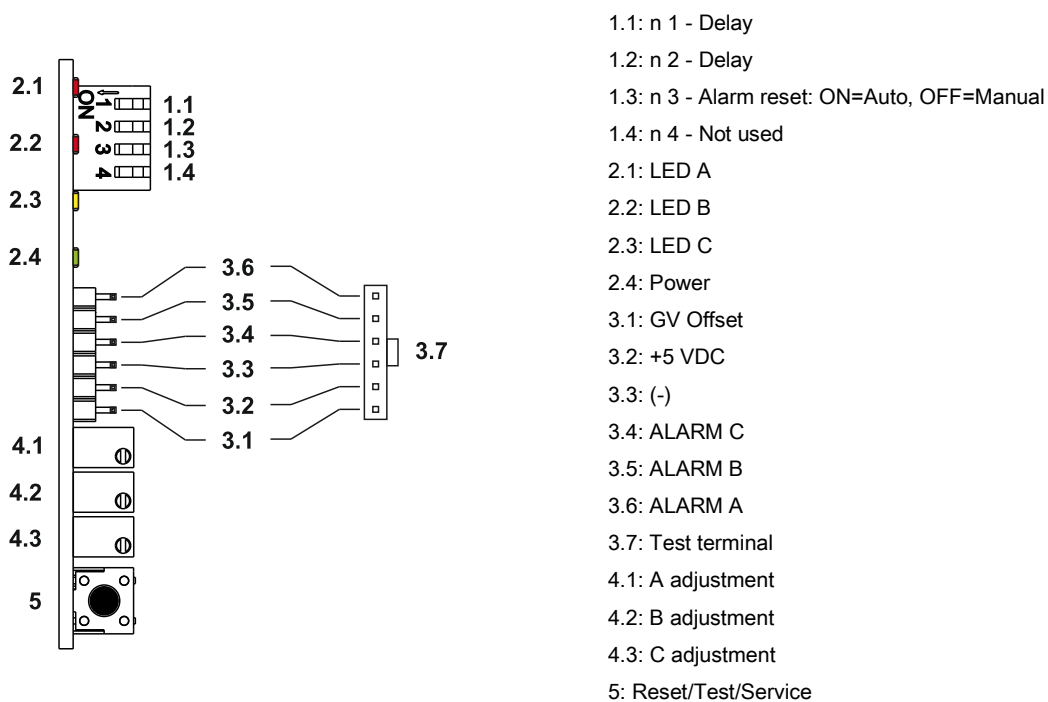 2.1
2.2
2.3
2.4
ON
1
2
3
4
1.1
1.2
1.3
1.4
3.6
3.5
3.4
3.3
3.2
3.1
3.7
4.1
4.2
4.3
5
1.1: n 1 - Delay
1.2: n 2 - Delay
1.3: n 3 - Alarm reset: ON=Auto, OFF=Manual
1.4: n 4 - Not used
2.1: LED A
2.2: LED B
2.3: LED C
2.4: Power
3.1: GV Offset
3.2: +5 VDC
3.3: (-)
3.4: ALARM C
3.5: ALARM B
3.6: ALARM A
3.7: Test terminal
4.1: A adjustment
4.2: B adjustment
4.3: C adjustment
5: Reset/Test/Service